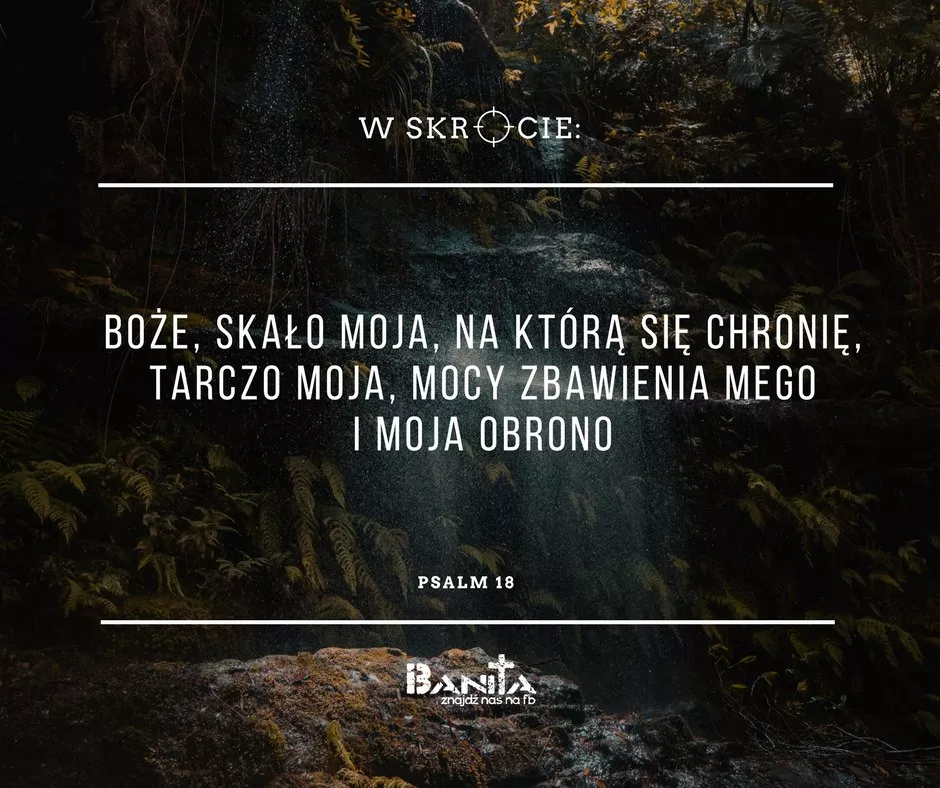 W SKRÓCIE:
BOŻE, SKAŁO MOJA, NA KTÓRĄ SIĘ CHRONIĘ,
TARCZO MOJA, MOCY ZBAWIENIA MEGO
I MOJA OBRONO
PSALM 18
BANITA
znajdź nas na fb